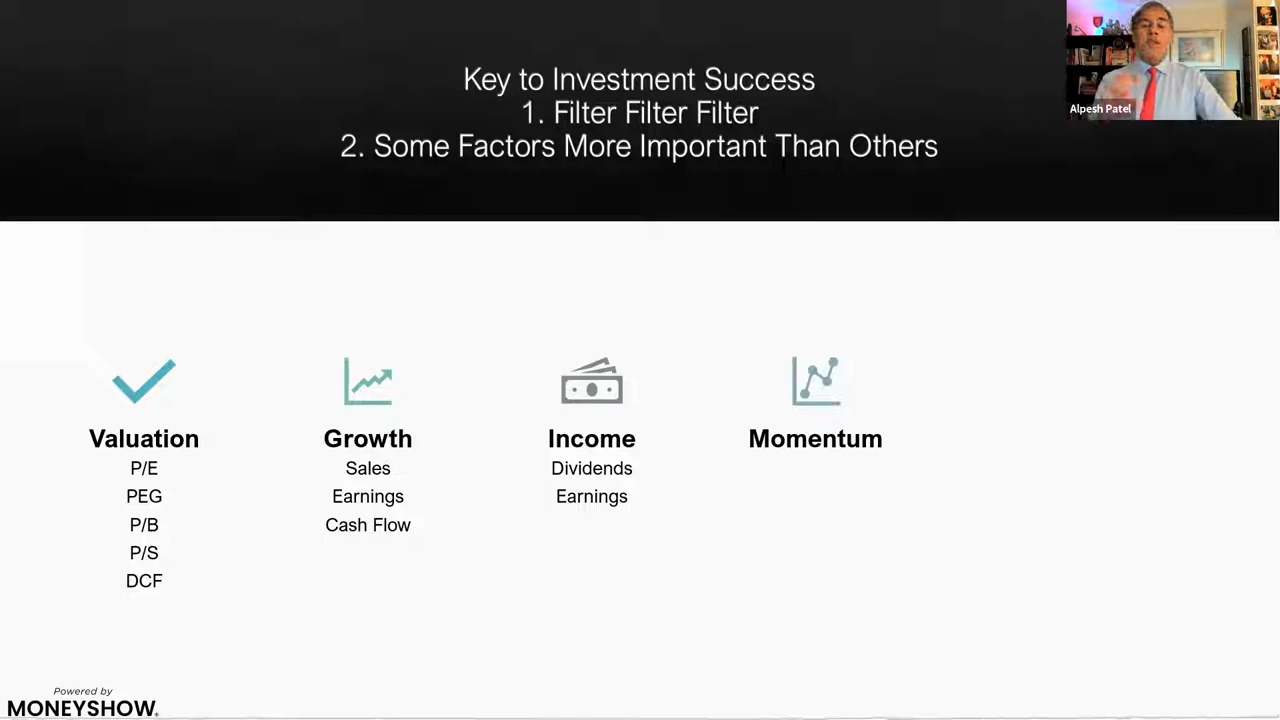 Key to Investment Success
1. Filter Filter Filter
2. Some Factors More Important Than Others
Alpesh Patel
Valuation
P/E
PEG
P/B
P/S
DCF
Growth
Sales
Earnings
Cash Flow
Income
Dividends
Earnings
Momentum
Powered by
MONEYSHOW®